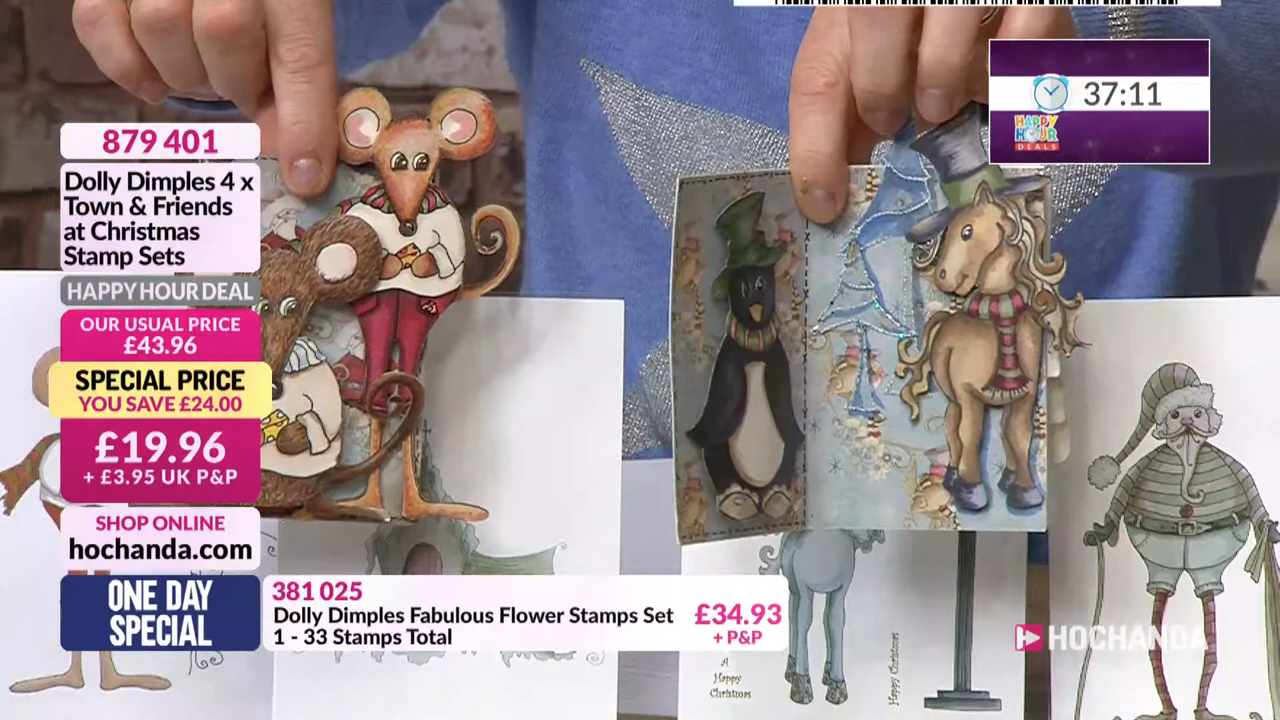 37:11
HAPPY
HOUR
DEALS
879 401
Dolly Dimples 4 x
Town & Friends
at Christmas
Stamp Sets
HAPPY HOUR DEAL
OUR USUAL PRICE
£43.96
SPECIAL PRICE
YOU SAVE £24.00
£19.96
+ £3.95 UK P&P
SHOP ONLINE
hochanda.com
ONE DAY
SPECIAL
381 025
Dolly Dimples Fabulous Flower Stamps Set
1 - 33 Stamps Total
£34.93
+ P&P
HOCHANDA
A
Happy
Christmas
Happy Christmas